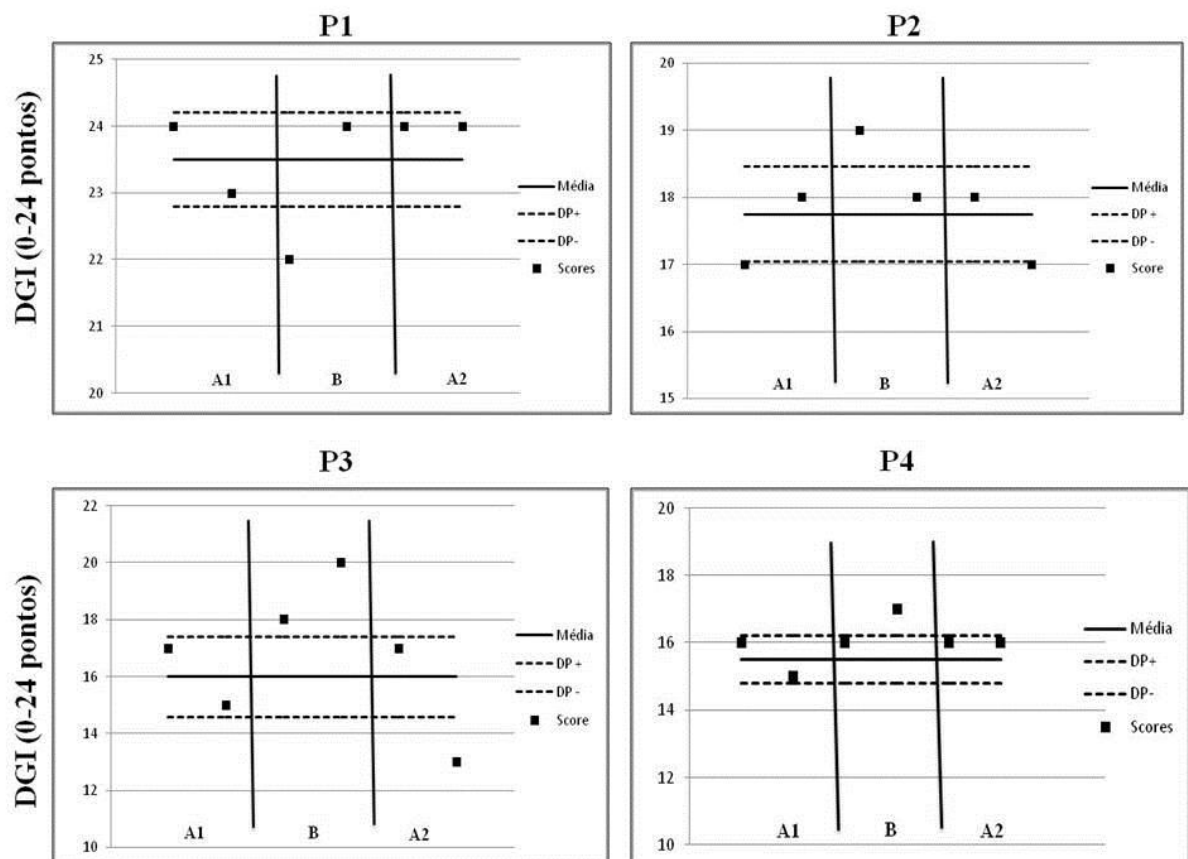 P1
DGI (0-24 pontos)
25
24
23
22
21
20
A1
B
A2
Média
DP+
DP-
Scores
P2
20
19
18
17
16
15
A1
B
A2
Média
DP +
DP -
Score
P3
DGI (0-24 pontos)
22
20
18
16
14
12
10
A1
B
A2
Média
DP +
DP -
Score
P4
20
18
16
14
12
10
A1
B
A2
Média
DP +
DP-
Scores